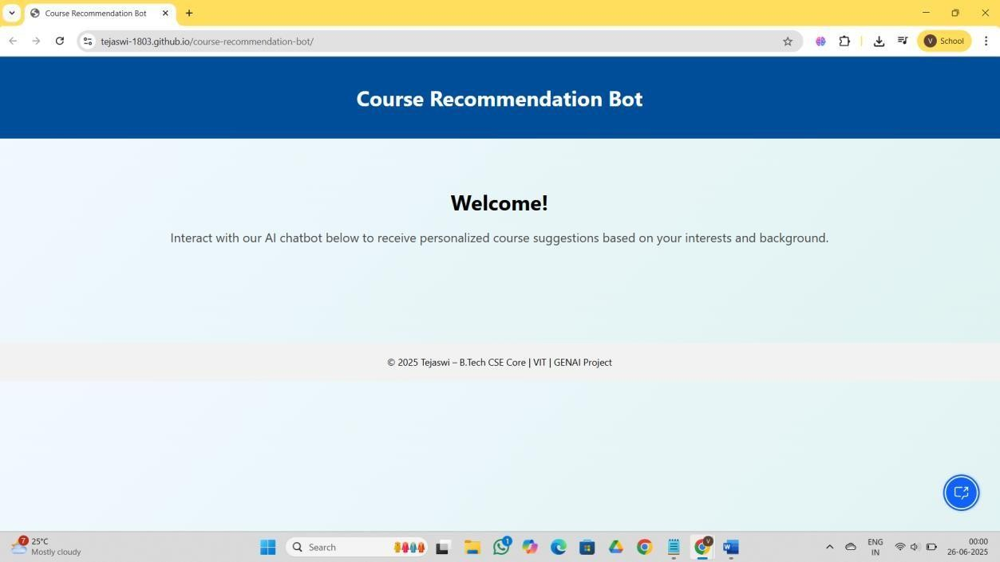 Course Recommendation Bot
tejaswi-1803.github.io/course-recommendation-bot/
V School
Course Recommendation Bot
Welcome!
Interact with our AI chatbot below to receive personalized course suggestions based on your interests and background.
© 2025 Tejaswi – B.Tech CSE Core | VIT | GENAI Project
7
25°C
Mostly cloudy
Search
1
V
ENG
IN
00:00
26-06-2025